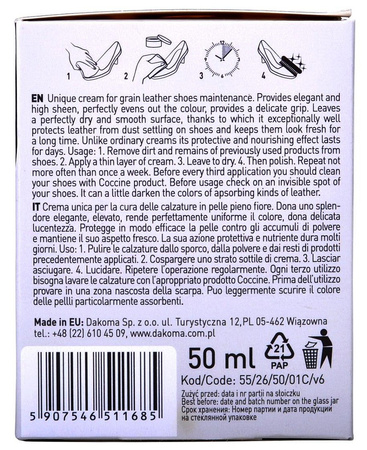 1 2 3 4
EN Unique cream for grain leather shoes maintenance. Provides elegant and
high sheen, perfectly evens out the colour, provides a delicate grip. Leaves
a perfectly dry and smooth surface, thanks to which it exceptionally well
protects leather from dust settling on shoes and keeps them look fresh for
a long time. Unlike ordinary creams its protective and nourishing effect lasts
for days. Usage: 1. Remove dirt and remains of previously used products from
shoes. 2. Apply a thin layer of cream. 3. Leave to dry. 4. Then polish. Repeat not
more often than once a week. Before every third application you should clean
your shoes with Coccine product. Before usage check on an invisible spot of
your shoes. It can a little darken the colors of apsorbing kinds of leather.
IT Crema unica per la cura delle calzature in pelle pieno fiore. Dona uno splen-
dore elegante, elevato, rende perfettamente uniforme il colore, dona delicata
lucentezza. Protegge in modo efficace la pelle contro gli accumuli di polvere
e mantiene il suo aspetto fresco. La sua azione protettiva e nutriente dura molti
giorni. Uso: 1. Pulire le calzature dallo sporco, dalla polvere e dai resti di prodotti
precedentemente applicati. 2. Cospargere uno strato sottile di crema. 3. Lasciar
asciugare. 4. Lucidare. Ripetere l'operazione regolarmente. Ogni terzo utilizzo
bisogna lavare le calzature con l'apposito prodotto Coccine. Prima dell'utilizzo
provare in una zona nascosta della scarpa. Può leggermente scurire il colore
delle pellli particolarmente assorbenti.
Made in EU: Dakoma Sp. z o.o. ul. Turystyczna 12, PL 05-462 Wiązowna
tel.+48 (22) 610 45 09, www.dakoma.com.pl
50 ml
21
PAP
Kod/Code: 55/26/50/01C/v6
Zużyć przed: data i nr partii na słoiczku
Best before: date and batch number on the glass jar
Срок хранения: Номер партии и дата продукции
на стеклянной упаковке
5 907546 511685